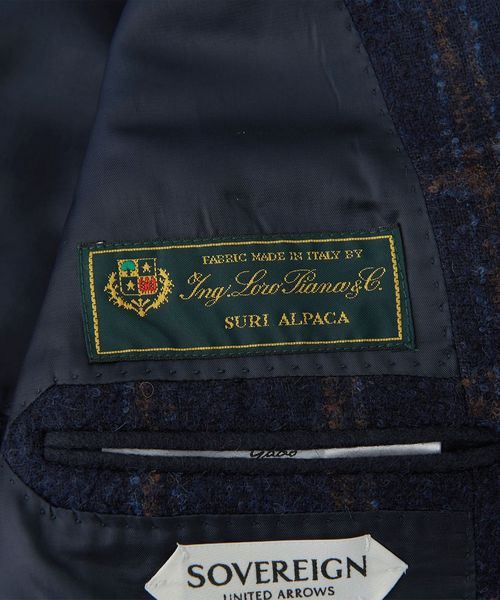 FABRIC MADE IN ITALY BY
Ing. Loro Piana & C.
SURI ALPACA
SOVEREIGN
UNITED ARROWS